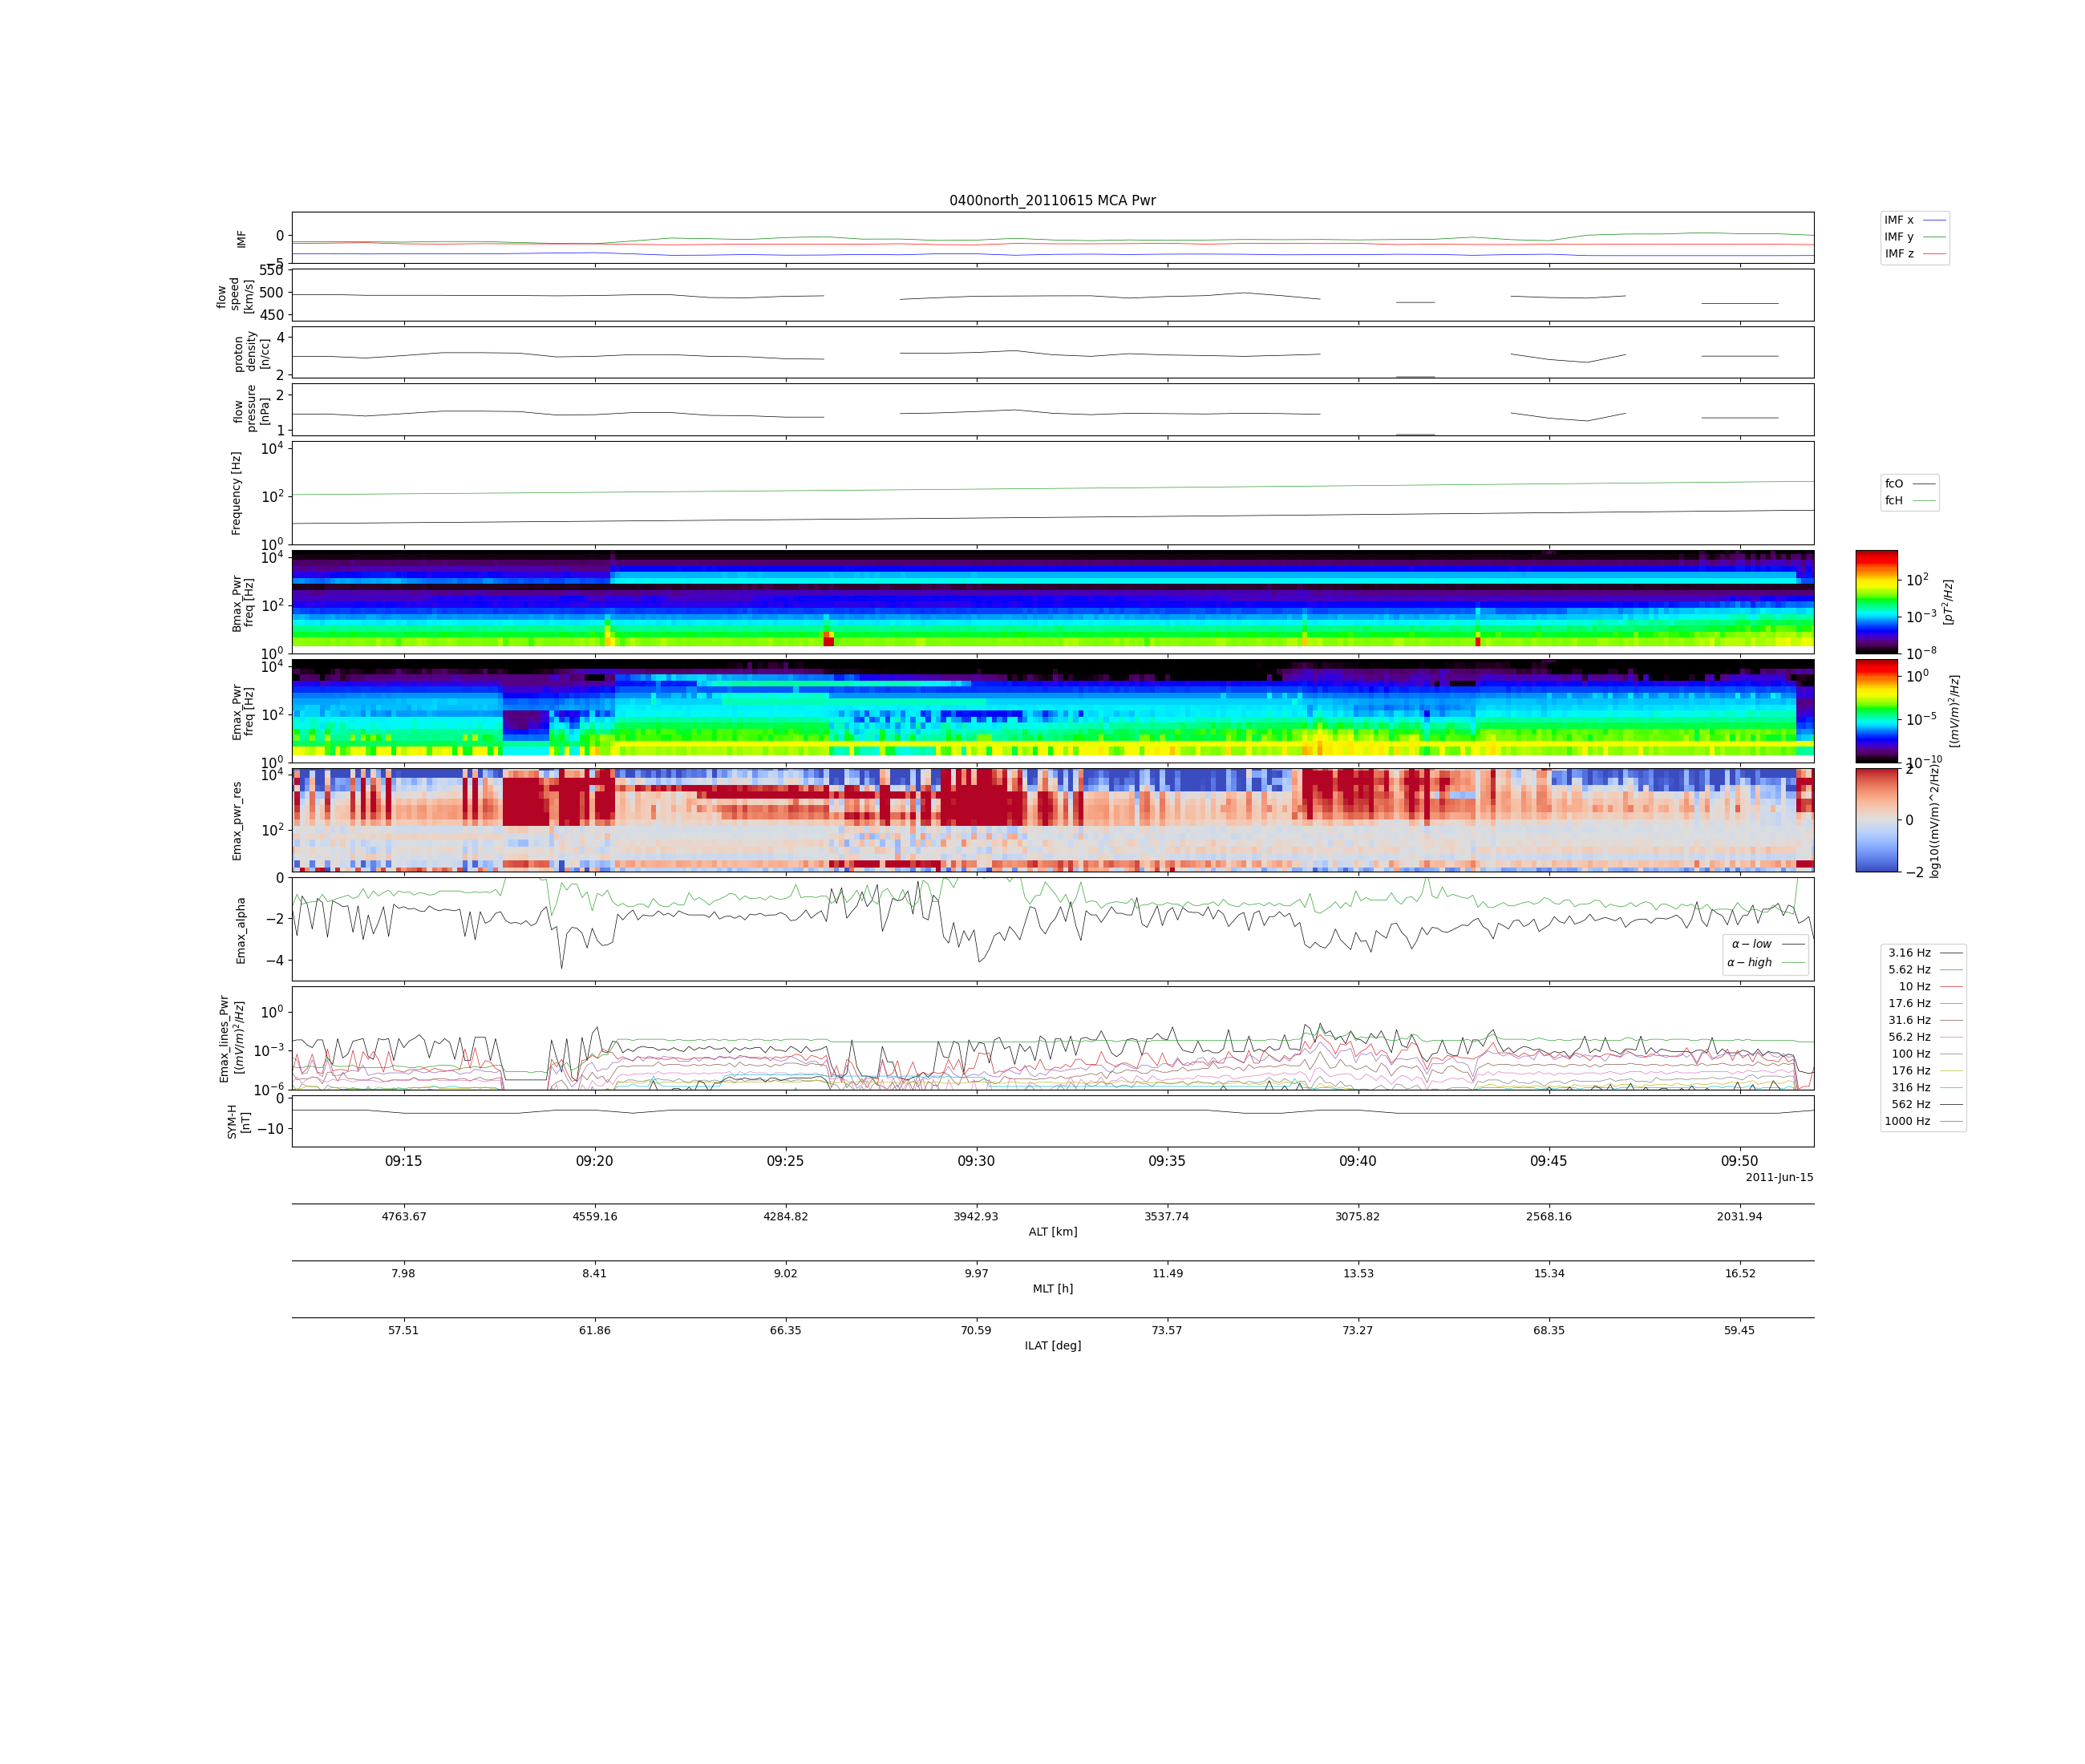 0400north_20110615 MCA Pwr
IMF
0
−5
IMF x
IMF y
IMF z
flow
speed
[km/s]
550
500
450
proton
density
[n/cc]
4
2
flow
pressure
[nPa]
2
1
Frequency [Hz]
10^4
10^2
10^0
fcO
fcH
Bmax_Pwr
freq [Hz]
10^4
10^2
10^0
10^2
10^-3
10^-8
[pT^2/Hz]
Emax_Pwr
freq [Hz]
10^4
10^2
10^0
10^0
10^-5
10^-10
[(mV/m)^2/Hz]
Emax_pwr_res
10^4
10^2
2
0
−2
log10((mV/m)^2/Hz)
Emax_alpha
0
−2
−4
α − low
α − high
Emax_lines_Pwr
[(mV/m)^2/Hz]
10^0
10^-3
10^-6
3.16 Hz
5.62 Hz
10 Hz
17.6 Hz
31.6 Hz
56.2 Hz
100 Hz
176 Hz
316 Hz
562 Hz
1000 Hz
SYM-H
[nT]
0
−10
09:15 09:20 09:25 09:30 09:35 09:40 09:45 09:50
2011-Jun-15
4763.67 4559.16 4284.82 3942.93 3537.74 3075.82 2568.16 2031.94
ALT [km]
7.98 8.41 9.02 9.97 11.49 13.53 15.34 16.52
MLT [h]
57.51 61.86 66.35 70.59 73.57 73.27 68.35 59.45
ILAT [deg]